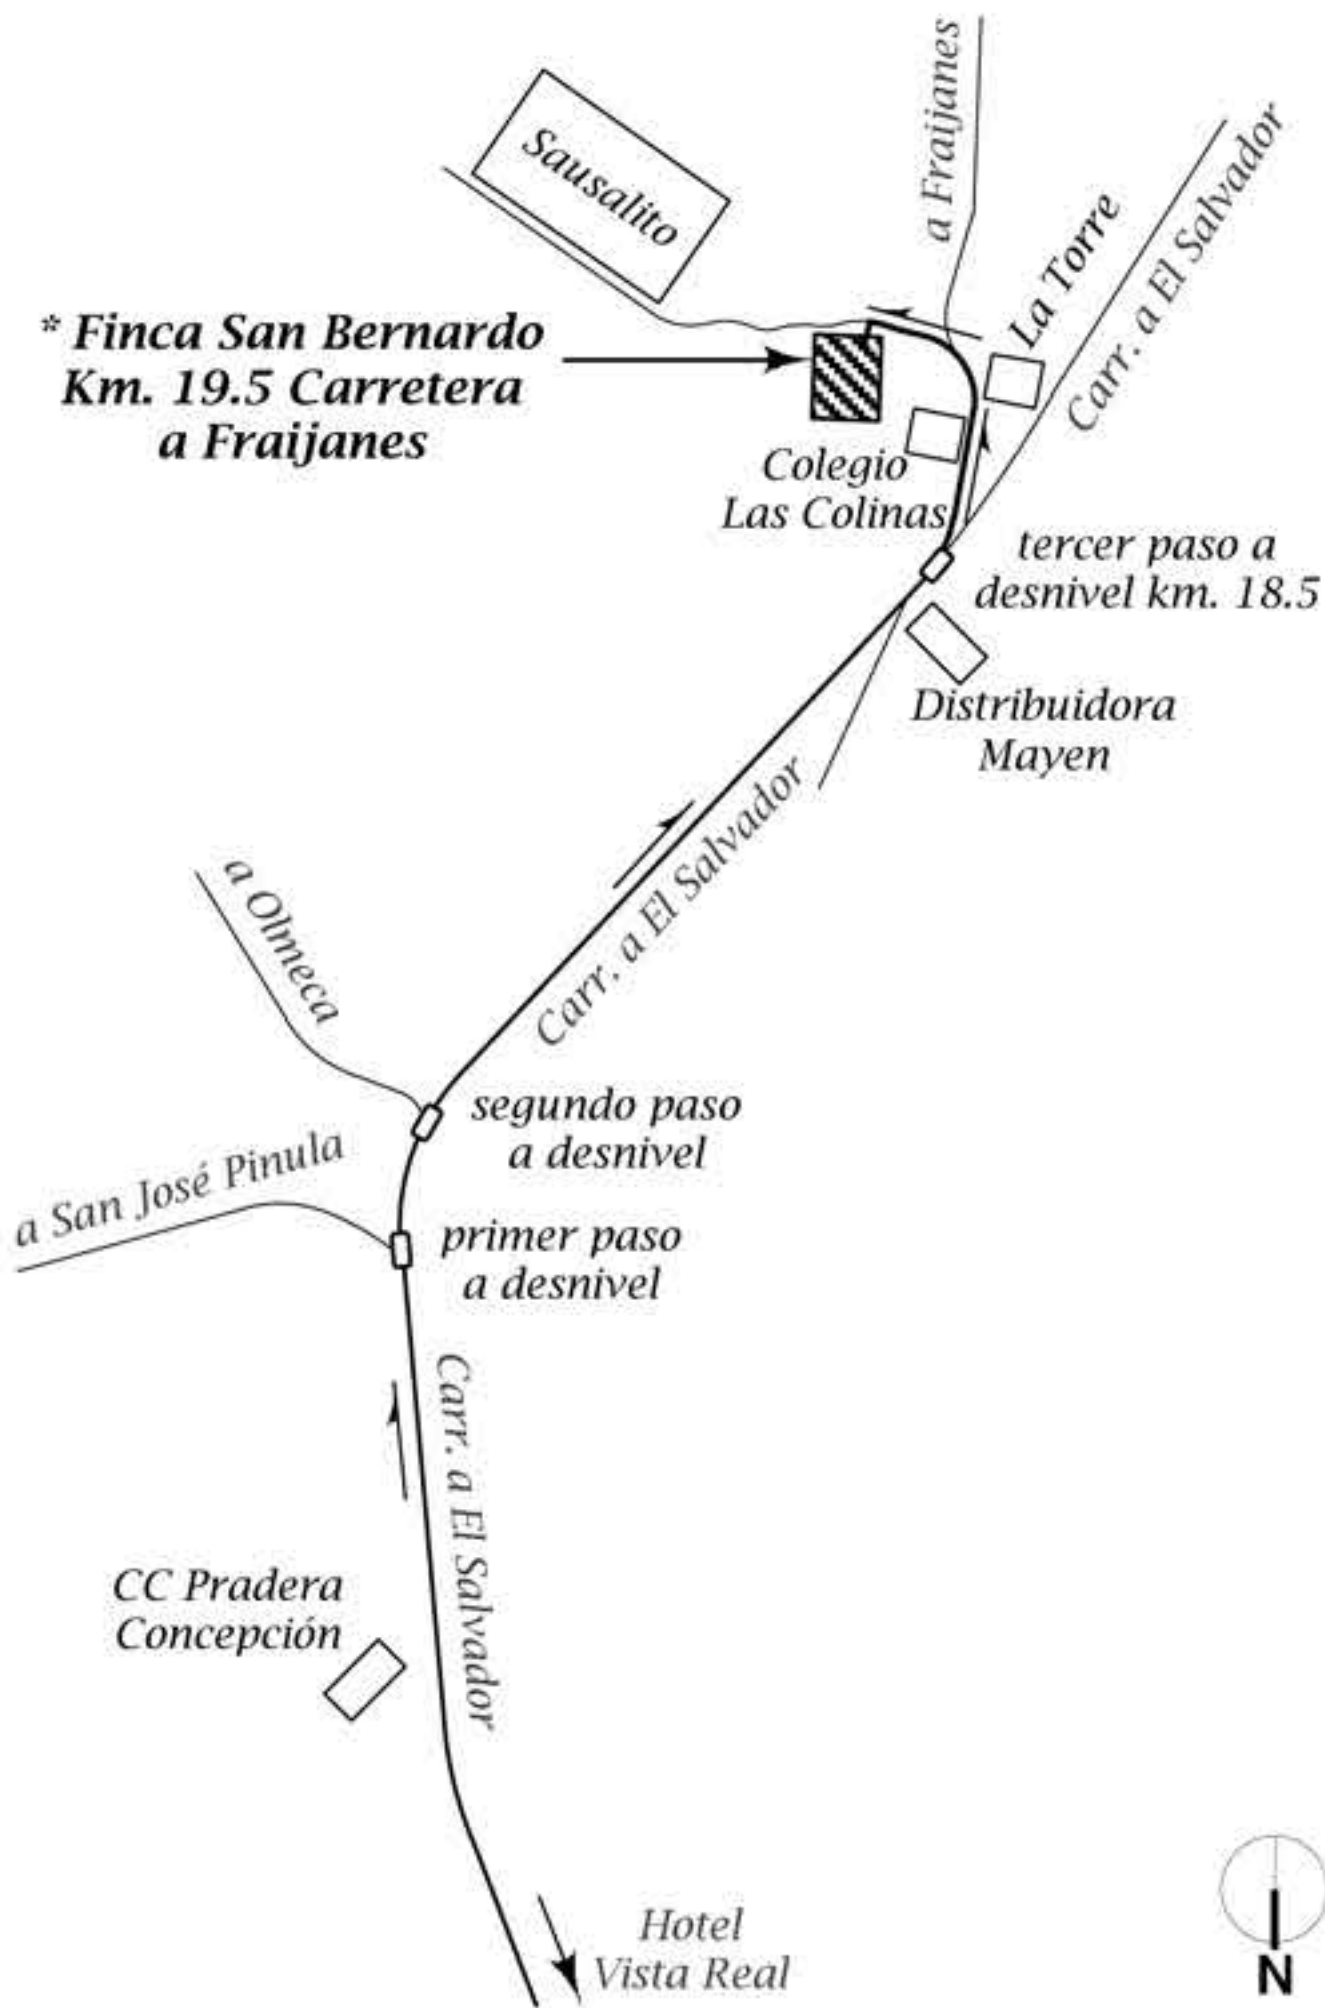 a Fraijanes
Sausalito
La Torre
Carr. a El Salvador
* Finca San Bernardo
Km. 19.5 Carretera
a Fraijanes
Colegio
Las Colinas
tercer paso a
desnivel km. 18.5
Distribuidora
Mayen
Carr. a El Salvador
a Olmeca
segundo paso
a desnivel
a San José Pinula
primer paso
a desnivel
Carr. a El Salvador
CC Pradera
Concepción
Hotel
Vista Real
N